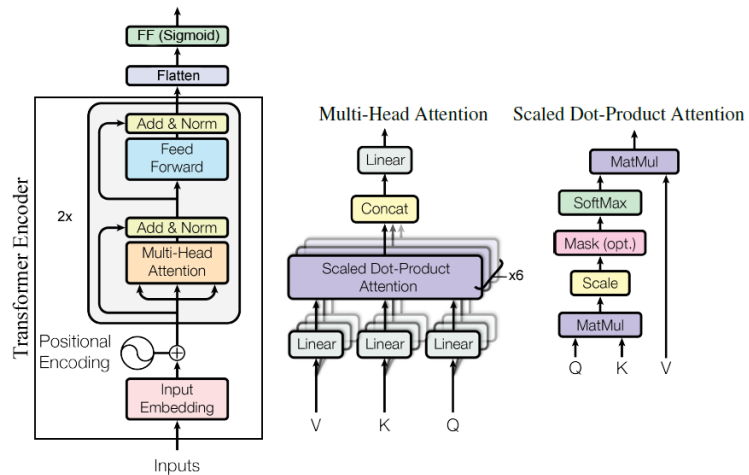 FF (Sigmoid)
Flatten
Transformer Encoder
2x
Add & Norm
Feed
Forward
Add & Norm
Multi-Head
Attention
Positional
Encoding
Input
Embedding
Inputs
Multi-Head Attention
Linear
Concat
Scaled Dot-Product
Attention
x6
Linear
Linear
Linear
V
K
Q
Scaled Dot-Product Attention
MatMul
SoftMax
Mask (opt.)
Scale
MatMul
Q
K
V